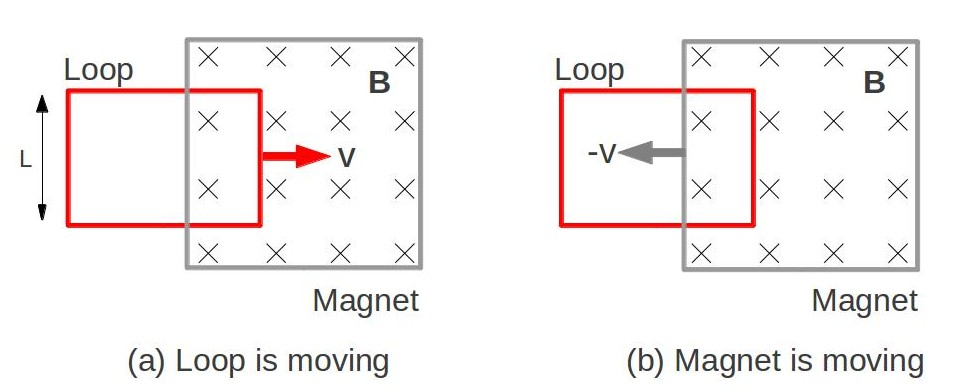 Loop
B
L
v
Magnet
(a) Loop is moving
Loop
B
-v
Magnet
(b) Magnet is moving